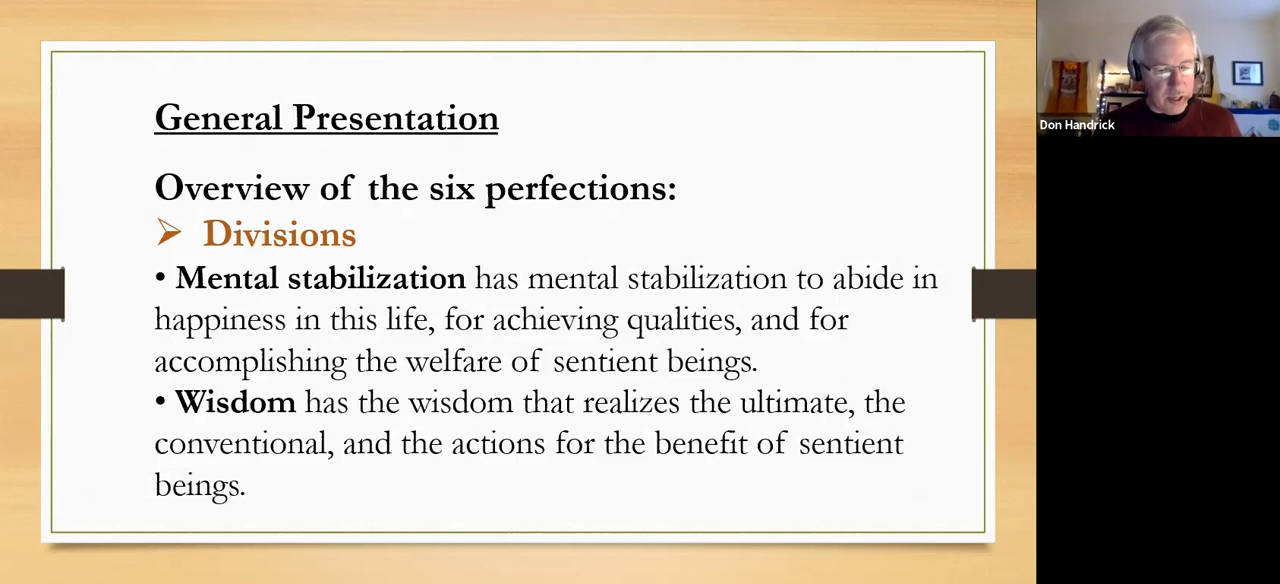 General Presentation
Overview of the six perfections:
➢ Divisions
• Mental stabilization has mental stabilization to abide in
happiness in this life, for achieving qualities, and for
accomplishing the welfare of sentient beings.
• Wisdom has the wisdom that realizes the ultimate, the
conventional, and the actions for the benefit of sentient
beings.
Don Handrick